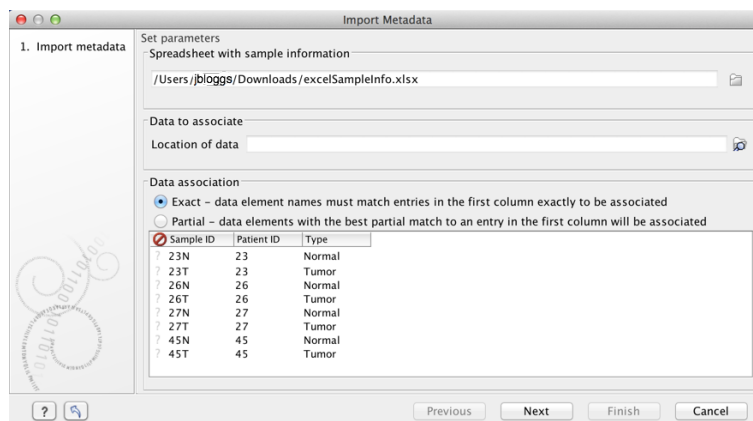 Import Metadata
1. Import metadata
Set parameters
Spreadsheet with sample information
/Users/jbloggs/Downloads/excelSampleInfo.xlsx
Data to associate
Location of data
Data association
Exact – data element names must match entries in the first column exactly to be associated
Partial – data elements with the best partial match to an entry in the first column will be associated
Sample ID Patient ID Type
? 23N 23 Normal
? 23T 23 Tumor
? 26N 26 Normal
? 26T 26 Tumor
? 27N 27 Normal
? 27T 27 Tumor
? 45N 45 Normal
? 45T 45 Tumor
? Previous Next Finish Cancel